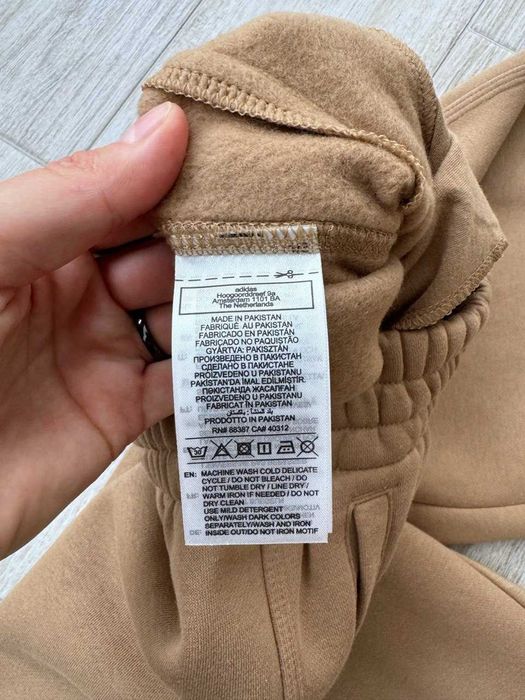 adidas
Hoogoorddreef 9a
Amsterdam 1101 BA
The Netherlands
MADE IN PAKISTAN
FABRIQUÉ AU PAKISTAN
FABRICADO EN PAKISTÁN
FABRICADO NO PAQUISTÃO
GYÁRTVA: PAKISZTÁN
ПРОИЗВЕДЕНО В ПАКИСТАН
СДЕЛАНО В ПАКИСТАНЕ
PROIZVEDENO U PAKISTANU
PAKİSTAN'DA İMAL EDİLMİŞTİR.
ПӘКІСТАНДА ЖАСАЛҒАН
PROIZVEDENO U PAKISTANU
FABRICAT ÎN PAKISTAN
PRODOTTO IN PAKISTAN
RN# 88387 CA# 40312
EN: MACHINE WASH COLD DELICATE
CYCLE / DO NOT BLEACH / DO
NOT TUMBLE DRY / LINE DRY /
WARM IRON IF NEEDED / DO NOT
DRY CLEAN
USE MILD DETERGENT
ONLY/WASH DARK COLORS
SEPARATELY/WASH AND IRON
INSIDE OUT/DO NOT IRON MOTIF